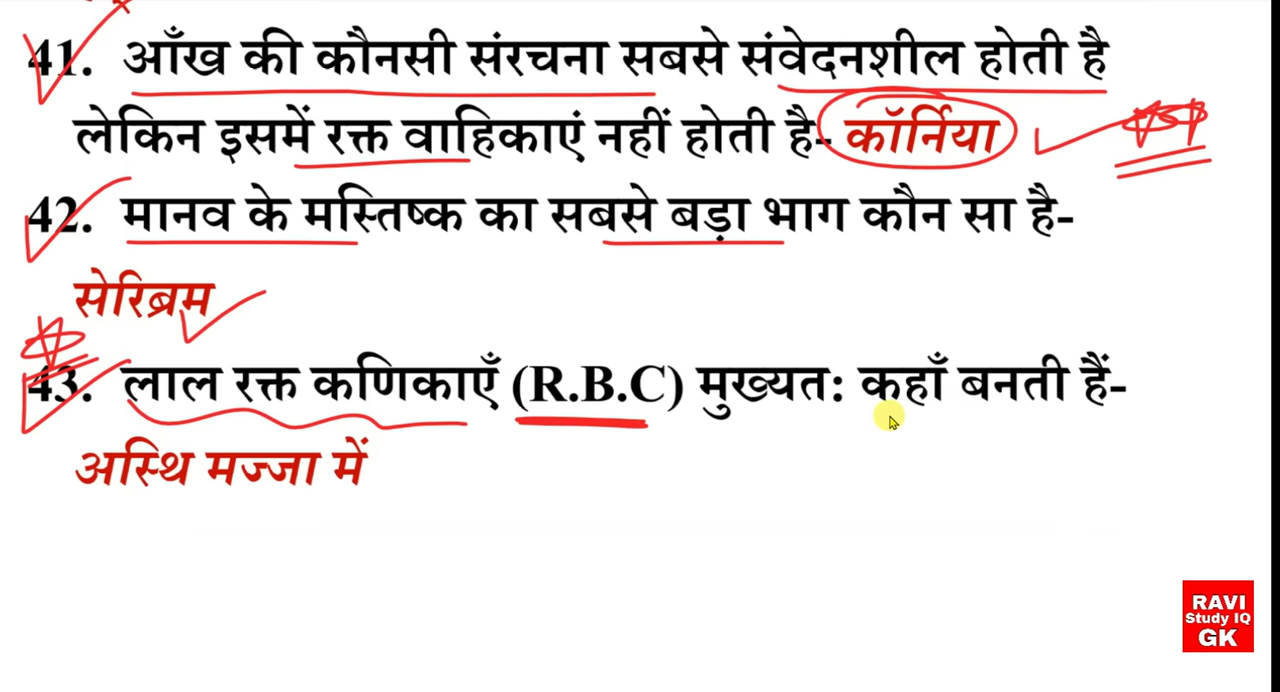 41. आँख की कौनसी संरचना सबसे संवेदनशील होती है
लेकिन इसमें रक्त वाहिकाएं नहीं होती है- कॉर्निया
42. मानव के मस्तिष्क का सबसे बड़ा भाग कौन सा है-
सेरिब्रम
43. लाल रक्त कणिकाएँ (R.B.C) मुख्यत: कहाँ बनती हैं-
अस्थि मज्जा में
RAVI
Study IQ
GK